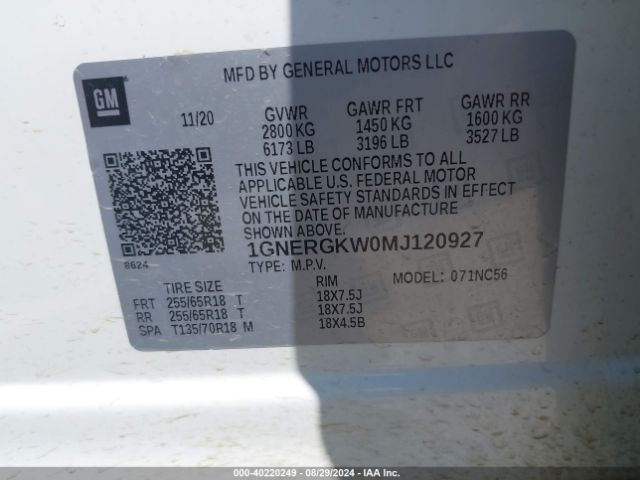 MFD BY GENERAL MOTORS LLC
GM
11/20 GVWR GAWR FRT GAWR RR
2800 KG 1450 KG 1600 KG
6173 LB 3196 LB 3527 LB
THIS VEHICLE CONFORMS TO ALL
APPLICABLE U.S. FEDERAL MOTOR
VEHICLE SAFETY STANDARDS IN EFFECT
ON THE DATE OF MANUFACTURE
SHOWN ABOVE.
1GNERGKW0MJ120927
8624
TYPE: M.P.V. MODEL: 071NC56
TIRE SIZE RIM
FRT 255/65R18 T 18X7.5J
RR 255/65R18 T 18X7.5J
SPA T135/70R18 M 18X4.5B
000-40220249 - 08/29/2024 - IAA Inc.